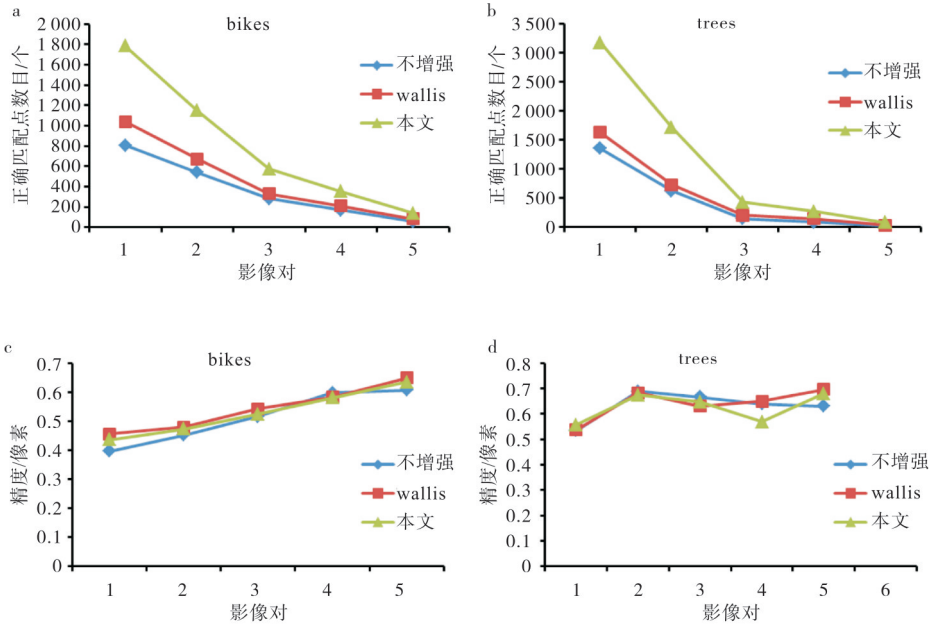 a
bikes
正确匹配点数目/个
2 000
1 800
1 600
1 400
1 200
1 000
800
600
400
200
0
1 2 3 4 5
影像对
不增强
wallis
本文
b
trees
正确匹配点数目/个
3 500
3 000
2 500
2 000
1 500
1 000
500
0
1 2 3 4 5
影像对
不增强
wallis
本文
c
bikes
精度/像素
0.7
0.6
0.5
0.4
0.3
0.2
0.1
0
1 2 3 4 5
影像对
不增强
wallis
本文
d
trees
精度/像素
0.8
0.7
0.6
0.5
0.4
0.3
0.2
0.1
0
1 2 3 4 5 6
影像对
不增强
wallis
本文